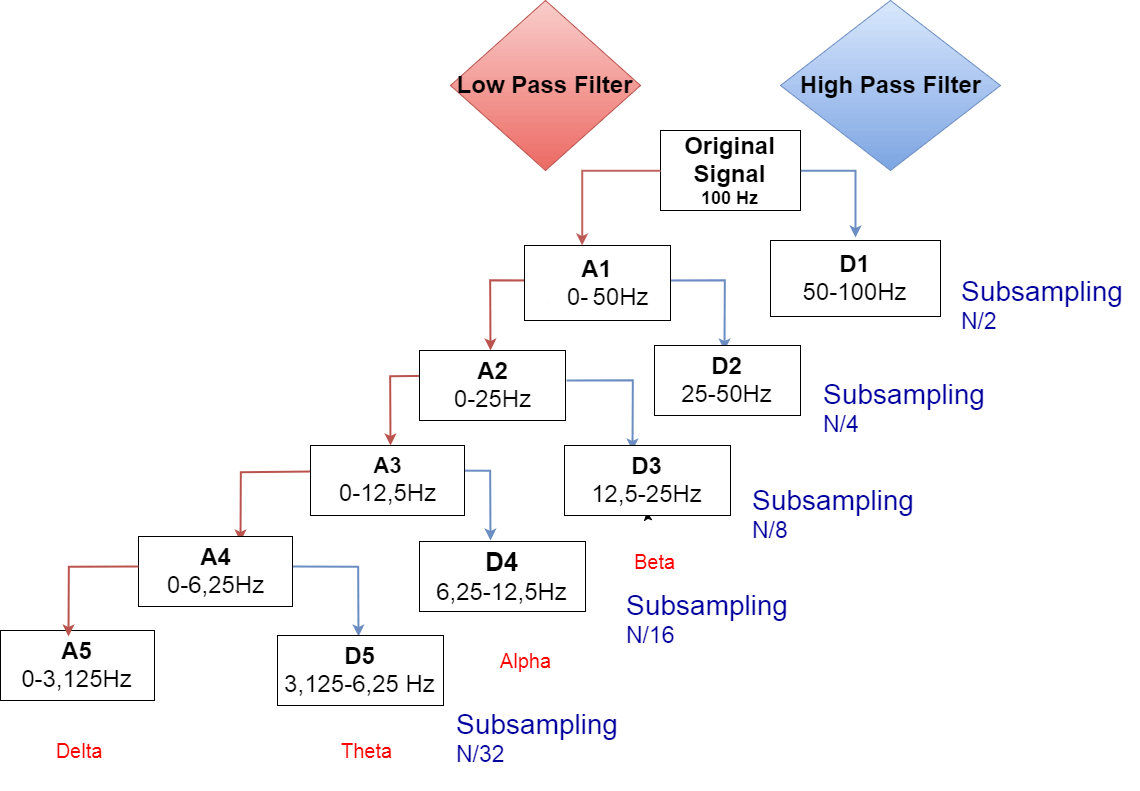 Low Pass Filter
High Pass Filter
Original
Signal
100 Hz
A1
0- 50Hz
D1
50-100Hz
Subsampling
N/2
A2
0-25Hz
D2
25-50Hz
Subsampling
N/4
A3
0-12,5Hz
D3
12,5-25Hz
Subsampling
N/8
Beta
A4
0-6,25Hz
D4
6,25-12,5Hz
Subsampling
N/16
Alpha
A5
0-3,125Hz
D5
3,125-6,25 Hz
Subsampling
N/32
Delta
Theta